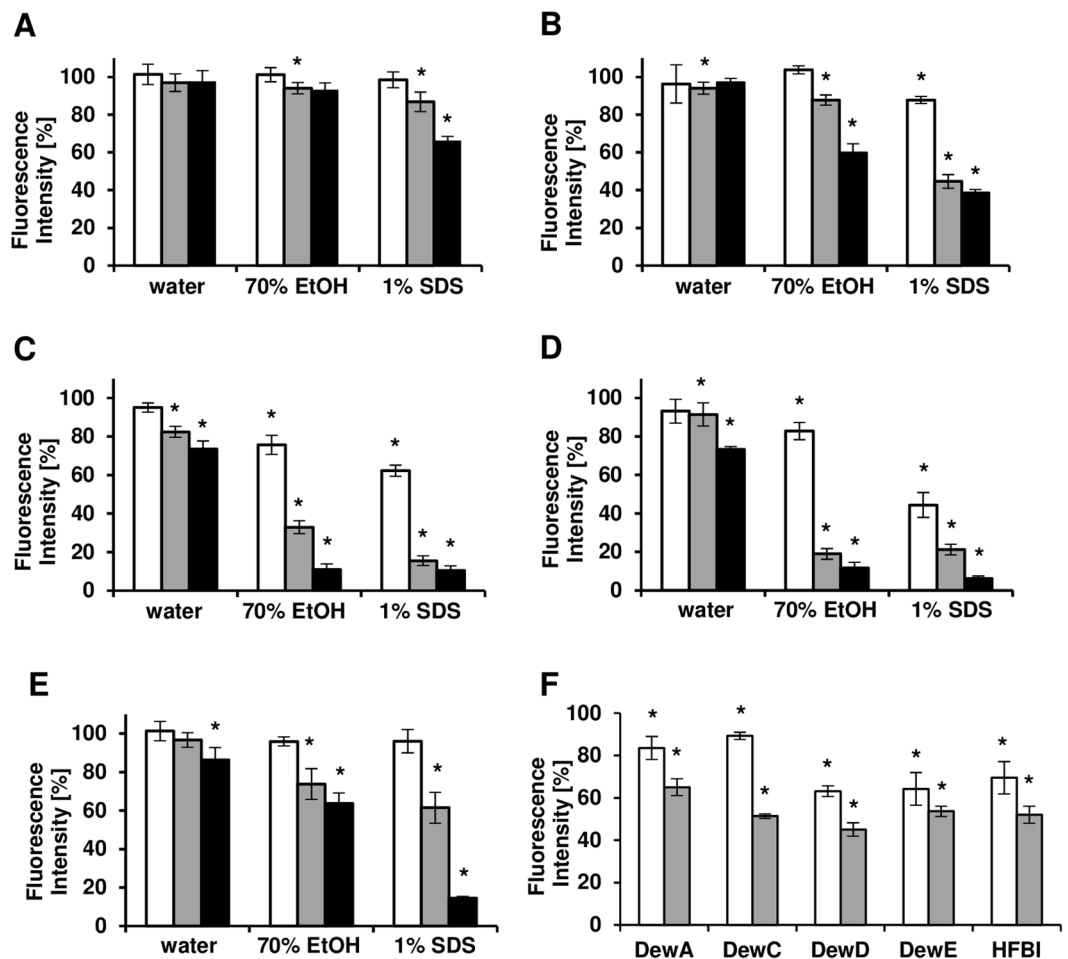 A
Fluorescence
Intensity [%]
100
80
60
40
20
0
* * *
water 70% EtOH 1% SDS
B
Fluorescence
Intensity [%]
100
80
60
40
20
0
* * * * * *
water 70% EtOH 1% SDS
C
Fluorescence
Intensity [%]
100
80
60
40
20
0
* * * * * * * *
water 70% EtOH 1% SDS
D
Fluorescence
Intensity [%]
100
80
60
40
20
0
* * * * * * * *
water 70% EtOH 1% SDS
E
Fluorescence
Intensity [%]
100
80
60
40
20
0
* * * * *
water 70% EtOH 1% SDS
F
Fluorescence
Intensity [%]
100
80
60
40
20
0
* * * * * * * * * *
DewA DewC DewD DewE HFBI